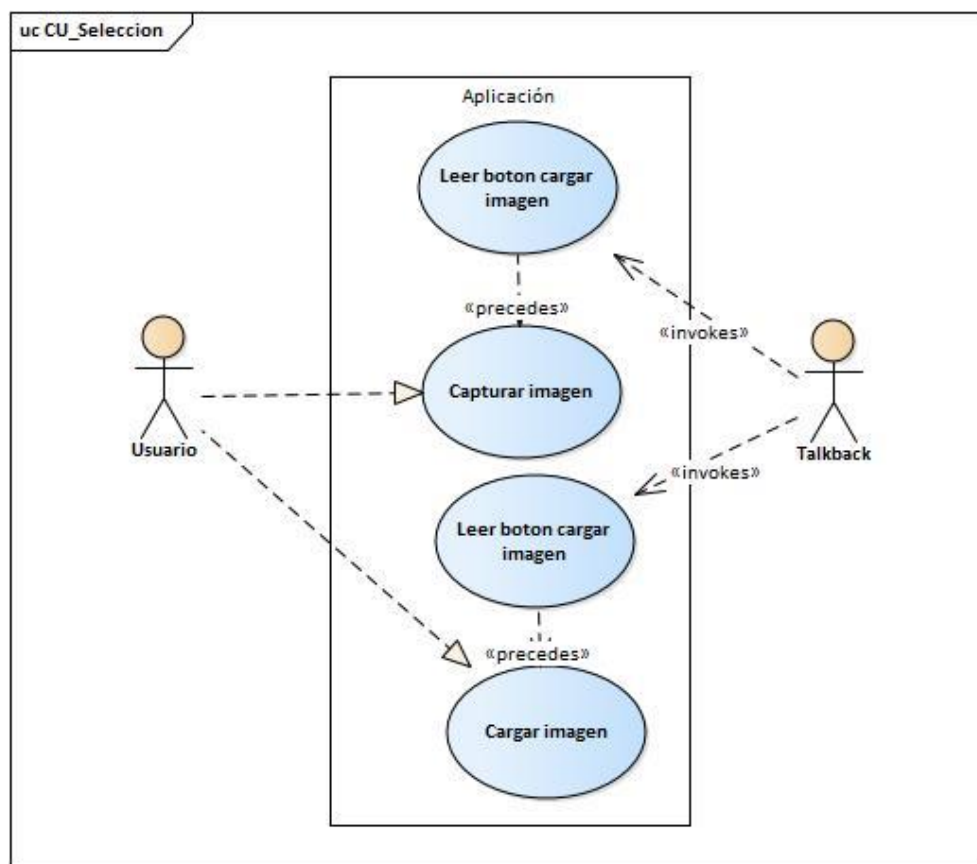 uc CU_Seleccion
Aplicación
Leer boton cargar
imagen
«precedes»
«invokes»
Capturar imagen
Usuario
Talkback
«invokes»
Leer boton cargar
imagen
«precedes»
Cargar imagen